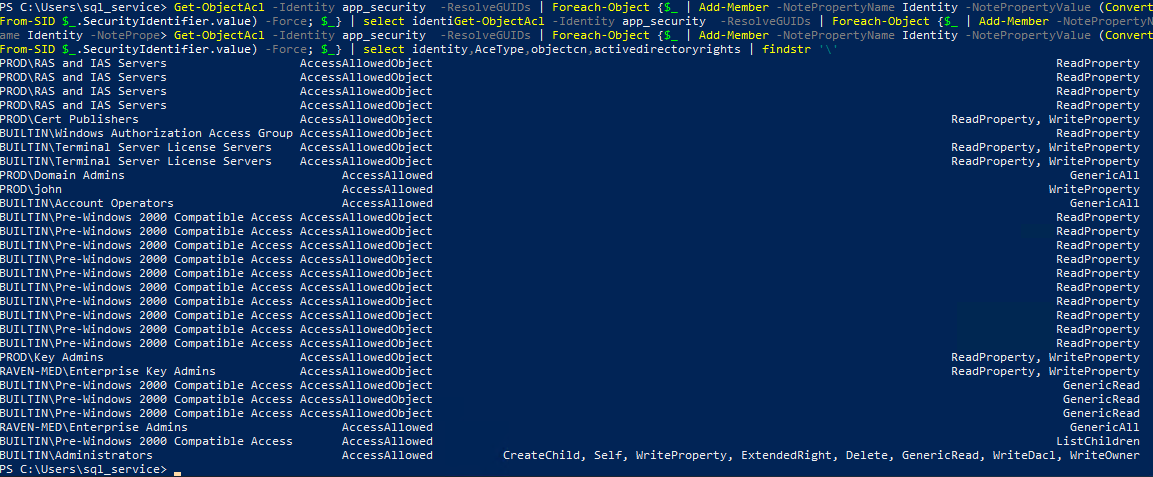 PS C:\Users\sql_service> Get-ObjectAcl -Identity app_security  -ResolveGUIDs | Foreach-Object {$_ | Add-Member -NotePropertyName Identity -NotePropertyValue (Convert
From-SID $_.SecurityIdentifier.value) -Force; $_} | select identiGet-ObjectAcl -Identity app_security  -ResolveGUIDs | Foreach-Object {$_ | Add-Member -NotePropertyN
ame Identity -NotePrope> Get-ObjectAcl -Identity app_security  -ResolveGUIDs | Foreach-Object {$_ | Add-Member -NotePropertyName Identity -NotePropertyValue (Convert
From-SID $_.SecurityIdentifier.value) -Force; $_} | select identity,AceType,objectcn,activedirectoryrights | findstr '\'
PROD\RAS and IAS Servers AccessAllowedObject ReadProperty
PROD\RAS and IAS Servers AccessAllowedObject ReadProperty
PROD\RAS and IAS Servers AccessAllowedObject ReadProperty
PROD\RAS and IAS Servers AccessAllowedObject ReadProperty
PROD\Cert Publishers AccessAllowedObject ReadProperty, WriteProperty
BUILTIN\Windows Authorization Access Group AccessAllowedObject ReadProperty
BUILTIN\Terminal Server License Servers AccessAllowedObject ReadProperty, WriteProperty
BUILTIN\Terminal Server License Servers AccessAllowedObject ReadProperty, WriteProperty
PROD\Domain Admins AccessAllowed GenericAll
PROD\john AccessAllowed WriteProperty
BUILTIN\Account Operators AccessAllowed GenericAll
BUILTIN\Pre-Windows 2000 Compatible Access AccessAllowedObject ReadProperty
BUILTIN\Pre-Windows 2000 Compatible Access AccessAllowedObject ReadProperty
BUILTIN\Pre-Windows 2000 Compatible Access AccessAllowedObject ReadProperty
BUILTIN\Pre-Windows 2000 Compatible Access AccessAllowedObject ReadProperty
BUILTIN\Pre-Windows 2000 Compatible Access AccessAllowedObject ReadProperty
BUILTIN\Pre-Windows 2000 Compatible Access AccessAllowedObject ReadProperty
BUILTIN\Pre-Windows 2000 Compatible Access AccessAllowedObject ReadProperty
BUILTIN\Pre-Windows 2000 Compatible Access AccessAllowedObject ReadProperty
BUILTIN\Pre-Windows 2000 Compatible Access AccessAllowedObject ReadProperty
BUILTIN\Pre-Windows 2000 Compatible Access AccessAllowedObject ReadProperty
PROD\Key Admins AccessAllowedObject ReadProperty, WriteProperty
RAVEN-MED\Enterprise Key Admins AccessAllowedObject ReadProperty, WriteProperty
BUILTIN\Pre-Windows 2000 Compatible Access AccessAllowedObject GenericRead
BUILTIN\Pre-Windows 2000 Compatible Access AccessAllowedObject GenericRead
BUILTIN\Pre-Windows 2000 Compatible Access AccessAllowedObject GenericRead
RAVEN-MED\Enterprise Admins AccessAllowed GenericAll
BUILTIN\Pre-Windows 2000 Compatible Access AccessAllowed ListChildren
BUILTIN\Administrators AccessAllowed CreateChild, Self, WriteProperty, ExtendedRight, Delete, GenericRead, WriteDacl, WriteOwner
PS C:\Users\sql_service>